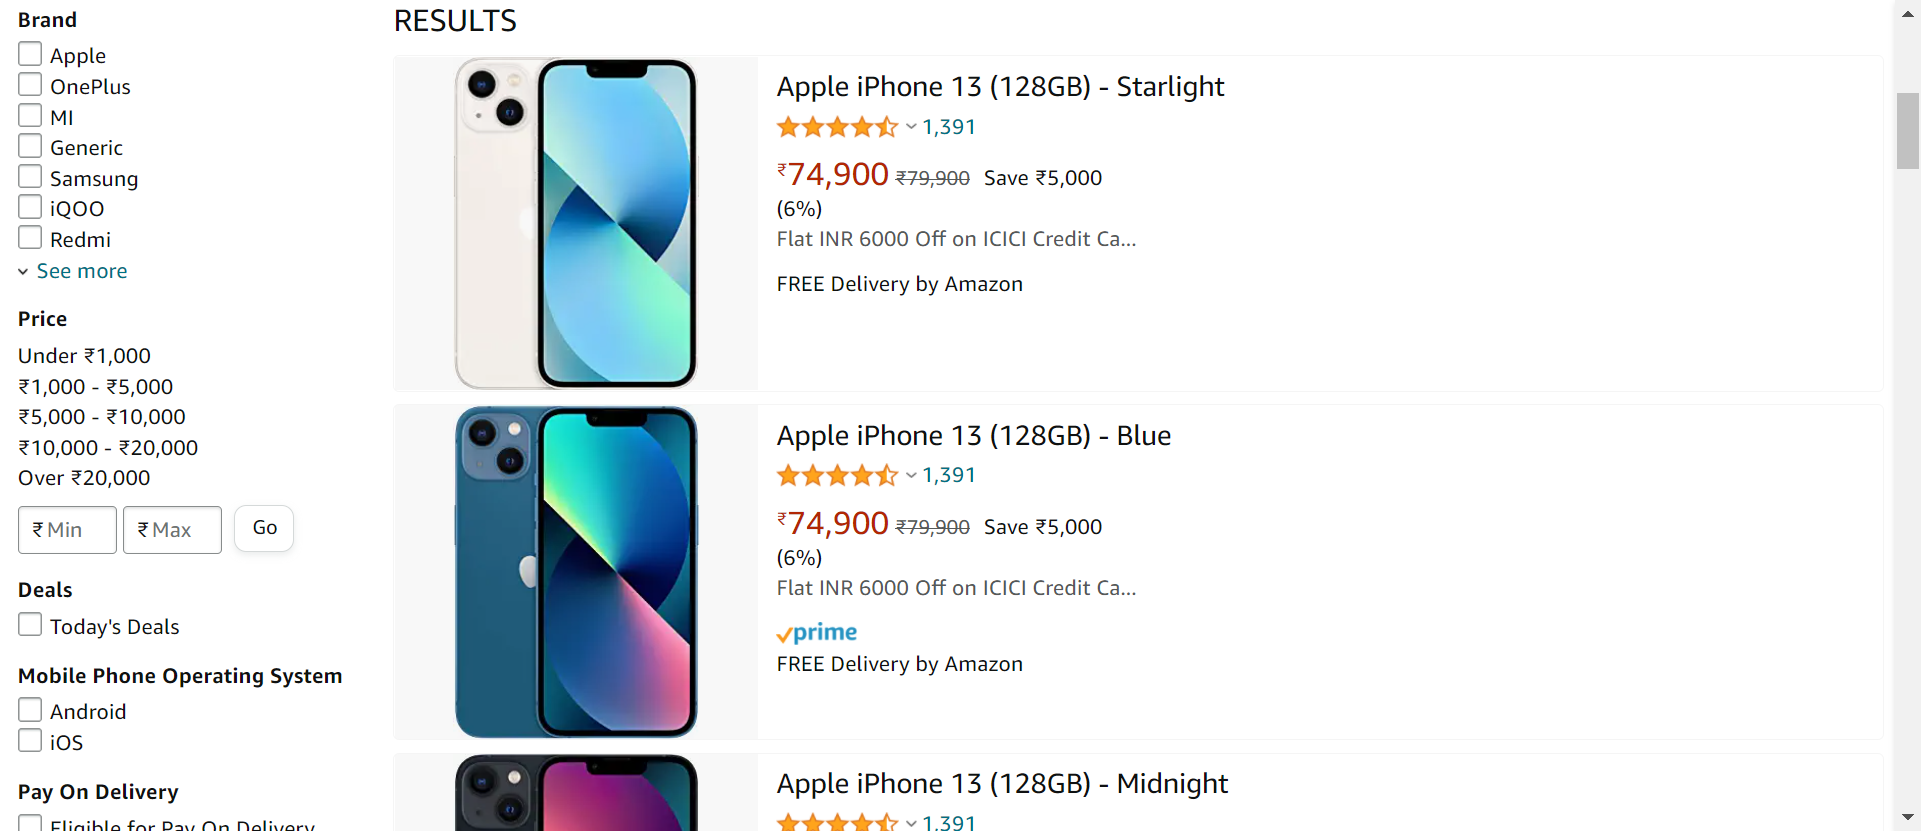 Brand
Apple
OnePlus
MI
Generic
Samsung
iQOO
Redmi
See more
Price
Under ₹1,000
₹1,000 - ₹5,000
₹5,000 - ₹10,000
₹10,000 - ₹20,000
Over ₹20,000
₹ Min ₹ Max Go
Deals
Today's Deals
Mobile Phone Operating System
Android
iOS
Pay On Delivery
Eligible for Pay On Delivery
RESULTS
Apple iPhone 13 (128GB) - Starlight
1,391
₹74,900 ₹79,900 Save ₹5,000
(6%)
Flat INR 6000 Off on ICICI Credit Ca...
FREE Delivery by Amazon
Apple iPhone 13 (128GB) - Blue
1,391
₹74,900 ₹79,900 Save ₹5,000
(6%)
Flat INR 6000 Off on ICICI Credit Ca...
prime
FREE Delivery by Amazon
Apple iPhone 13 (128GB) - Midnight
1,391